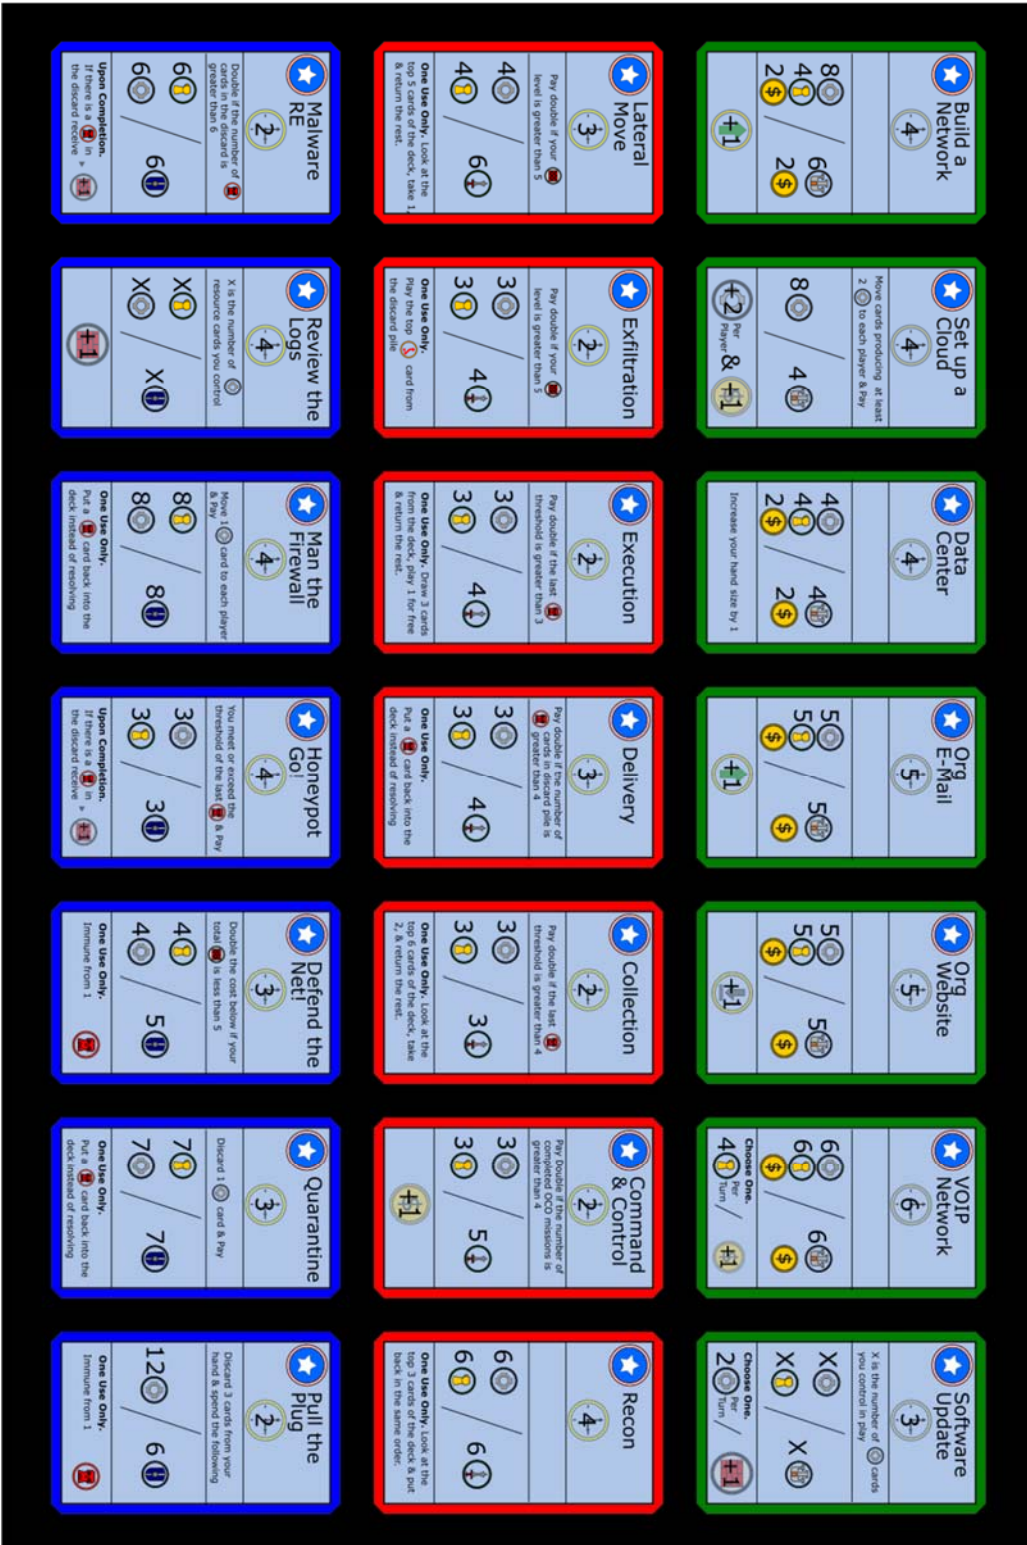 Build a
Network
4
8 / 6
4
2 2
+1
Set up a
Cloud
4
Move cards producing at least
2 to each player & Pay
8 / 4
+2 Per Player & +1
Data
Center
4
4 / 4
4
2 2
Increase your hand size by 1
Org
E-Mail
5
5 / 5
5
$ $
+1
Org
Website
5
5 / 5
5
$ $
+1
VOIP
Network
6
6 / 6
6
$ $
Choose One.
4 Per Turn / +1
Software
Update
3
X is the number of cards
you control in play
X / X
X
Choose One.
2 Per Turn / +1
Lateral
Move
3
Pay double if your
level is greater than 5
4 / 6
4
One Use Only. Look at the
top 5 cards of the deck, take 1,
& return the rest.
Exfiltration
2
Pay double if your
level is greater than 5
3 / 4
3
One Use Only.
Play the top card from
the discard pile
Execution
2
Pay double if the last
threshold is greater than 3
3 / 4
3
One Use Only. Draw 3 cards
from the deck, play 1 for free
& return the rest.
Delivery
3
Pay double if the number of
cards in discard pile is
greater than 4
3 / 4
3
One Use Only.
Put a card back into the
deck instead of resolving
Collection
2
Pay double if the last
threshold is greater than 4
3 / 3
3
One Use Only. Look at the
top 6 cards of the deck, take
2, & return the rest.
Command
& Control
2
Pay Double if the number of
completed OCO missions is
greater than 4
3 / 5
3
+1
Recon
4
6 / 6
6
One Use Only. Look at the
top 3 cards of the deck & put
back in the same order.
Malware
RE
2
Double if the number of
cards in the discard is
greater than 6
6 / 6
6
Upon Completion.
If there is a in
the discard receive +1
Review the
Logs
4
X is the number of
resource cards you control
X / X
X
+1
Man the
Firewall
4
Move 1 card to each player
& Pay
8 / 8
8
One Use Only.
Put a card back into the
deck instead of resolving
Honeypot
Go!
4
You meet or exceed the
threshold of the last & Pay
3 / 3
3
Upon Completion.
If there is a in
the discard receive +1
Defend the
Net!
3
Double the cost below if your
total is less than 5
4 / 5
4
One Use Only.
Immune from 1
Quarantine
3
Discard 1 card & Pay
7 / 7
7
One Use Only.
Put a card back into the
deck instead of resolving
Pull the
Plug
2
Discard 3 cards from your
hand & spend the following
12 / 6
One Use Only.
Immune from 1